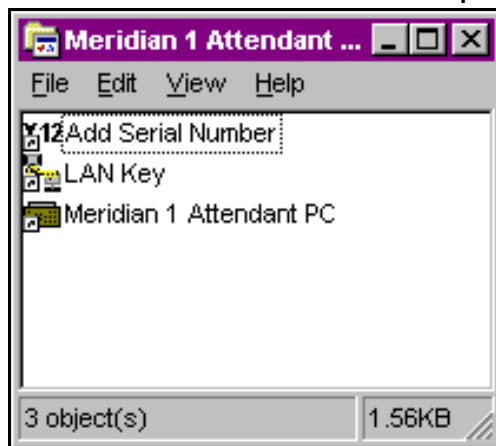 Meridian 1 Attendant ...
File Edit View Help
Add Serial Number
LAN Key
Meridian 1 Attendant PC
3 object(s) 1.56KB